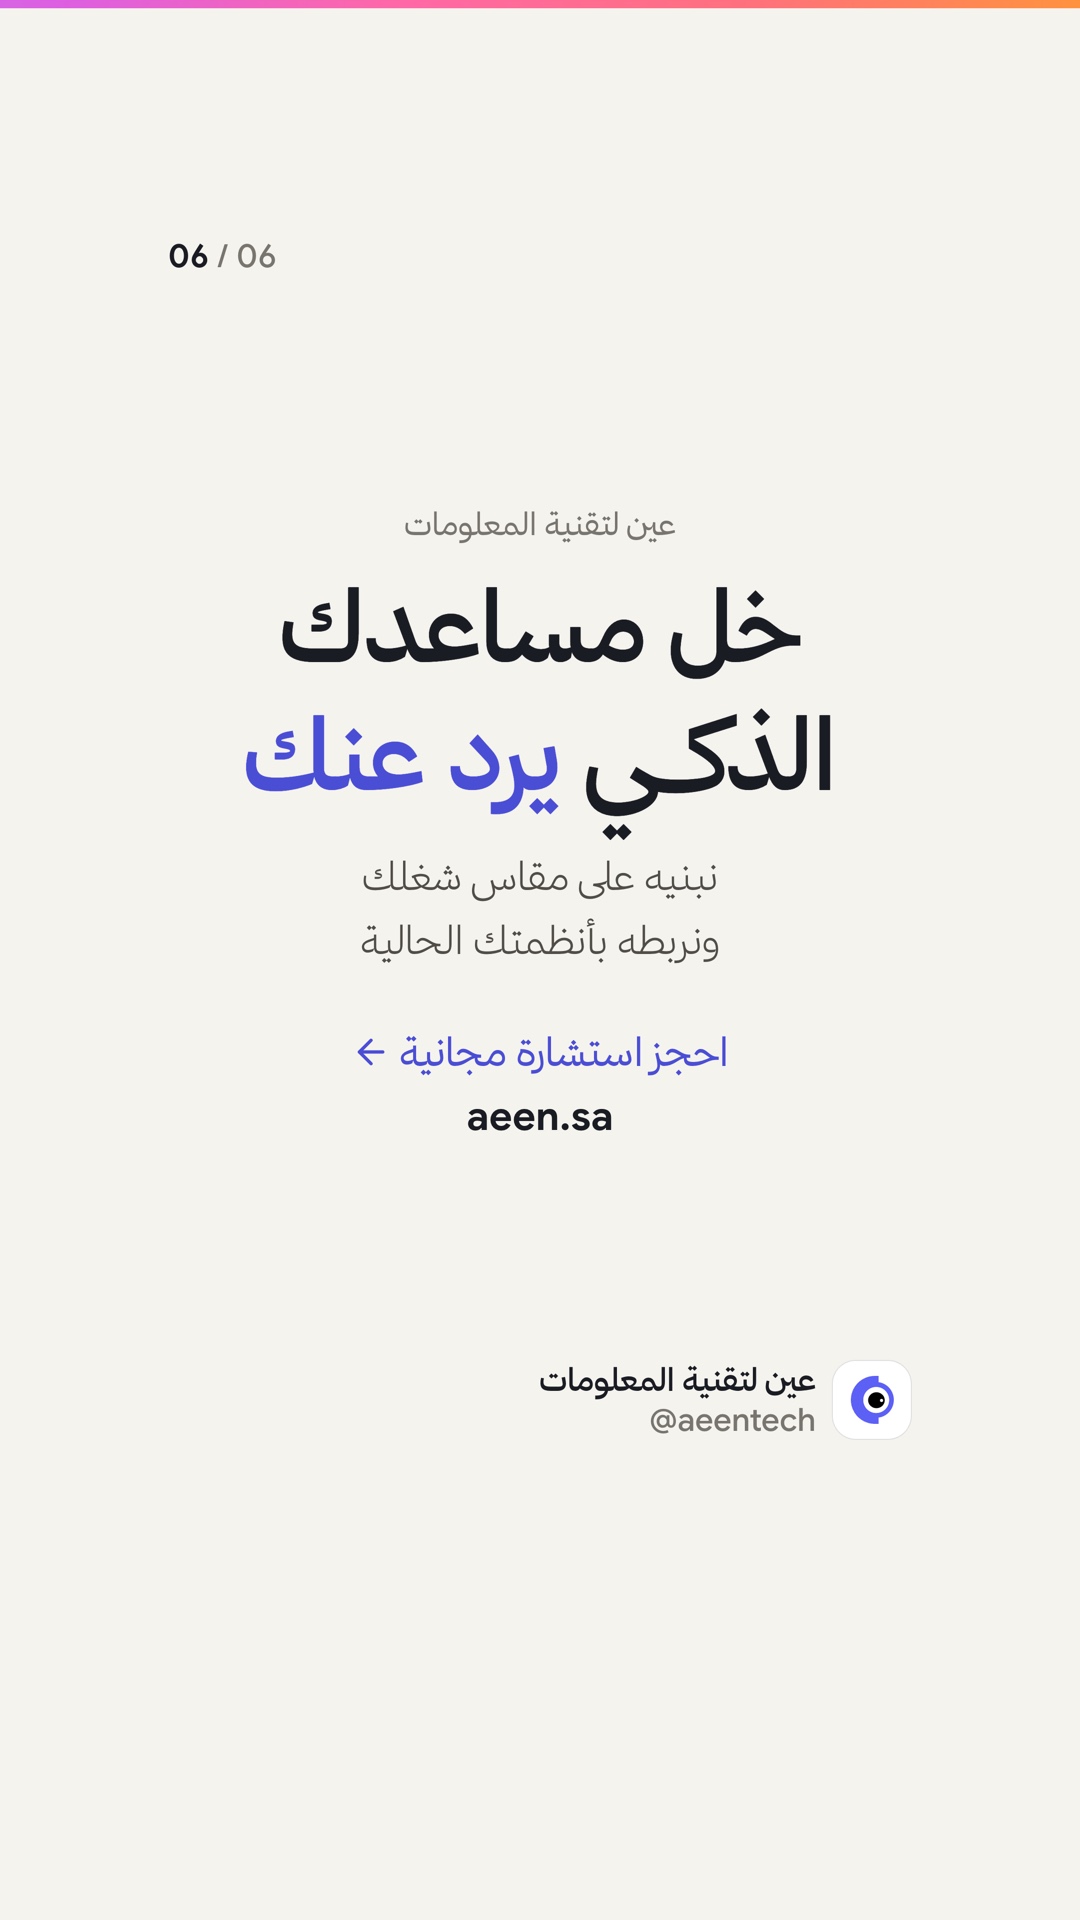 06 / 06
عين لتقنية المعلومات
خل مساعدك
الذكي يرد عنك
نبنيه على مقاس شغلك
ونربطه بأنظمتك الحالية
احجز استشارة مجانية ←
aeen.sa
عين لتقنية المعلومات
@aeentech